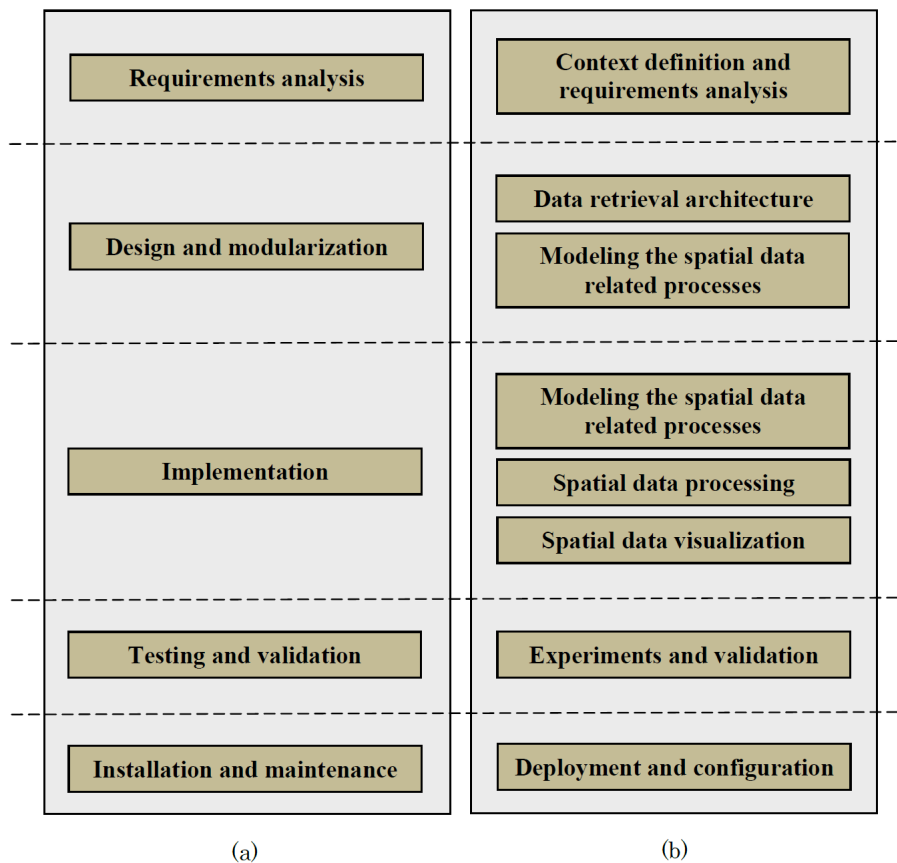 Requirements analysis
Design and modularization
Implementation
Testing and validation
Installation and maintenance
(a)
Context definition and
requirements analysis
Data retrieval architecture
Modeling the spatial data
related processes
Modeling the spatial data
related processes
Spatial data processing
Spatial data visualization
Experiments and validation
Deployment and configuration
(b)